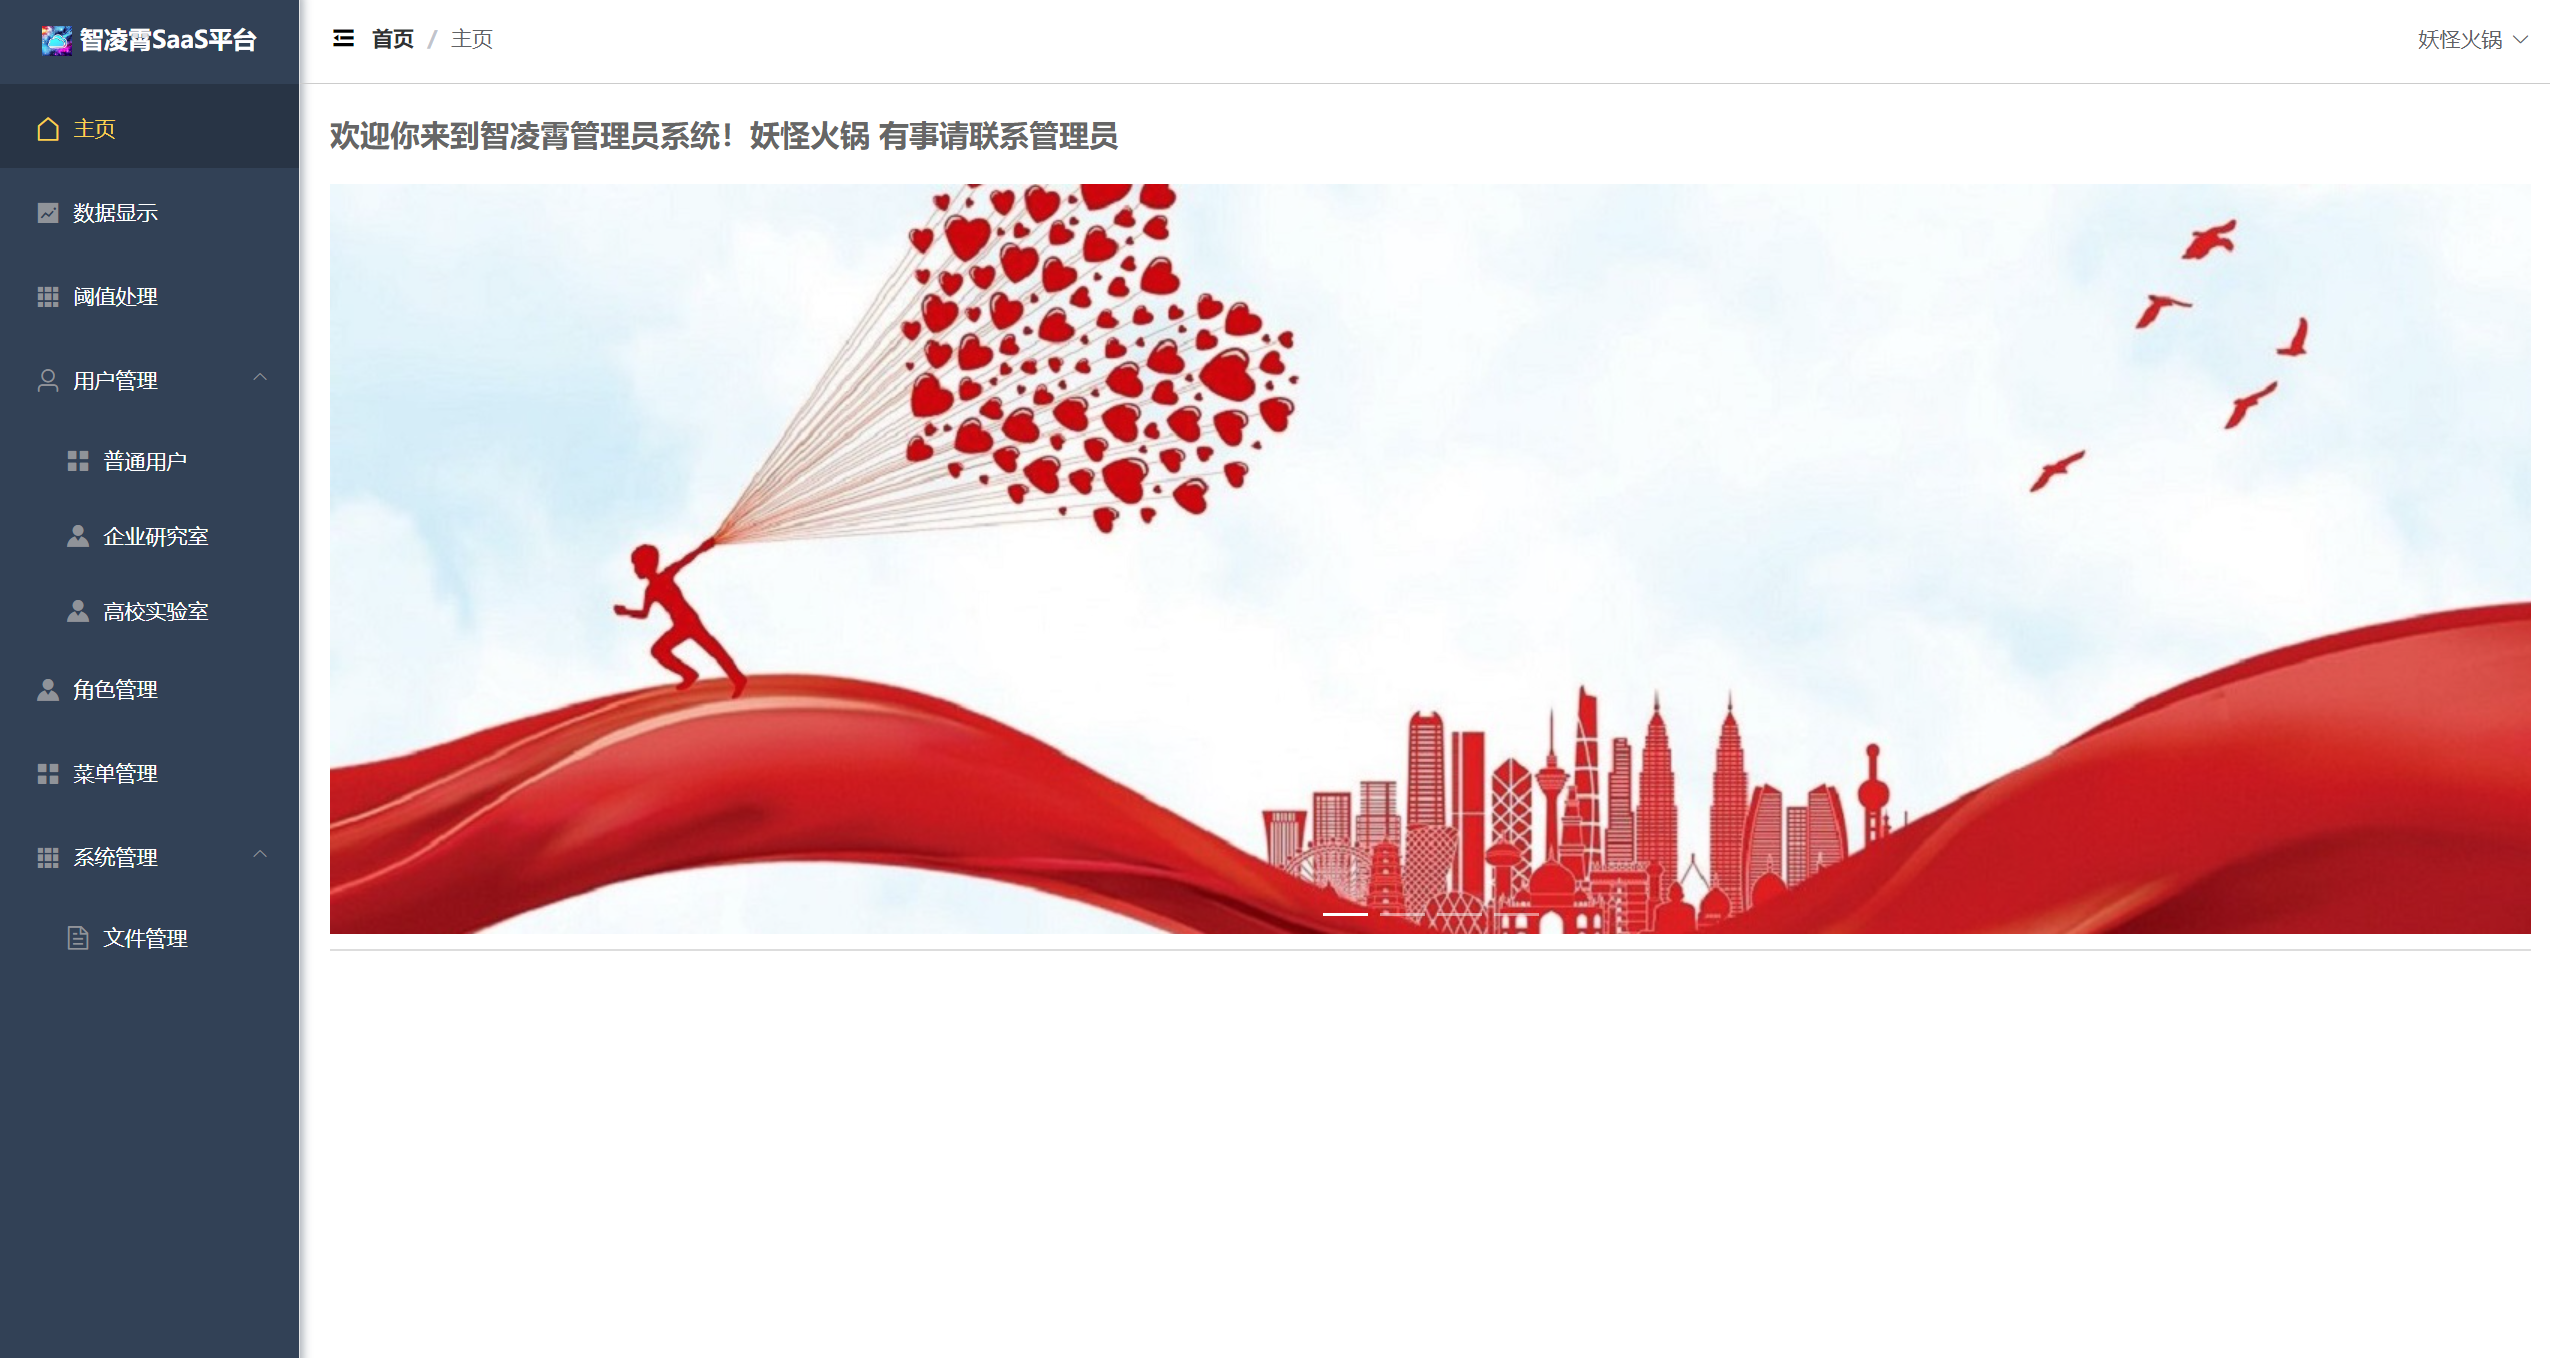 智凌霄SaaS平台
首页 / 主页
妖怪火锅
主页
数据显示
阈值处理
用户管理
普通用户
企业研究室
高校实验室
角色管理
菜单管理
系统管理
文件管理
欢迎你来到智凌霄管理员系统！妖怪火锅 有事请联系管理员